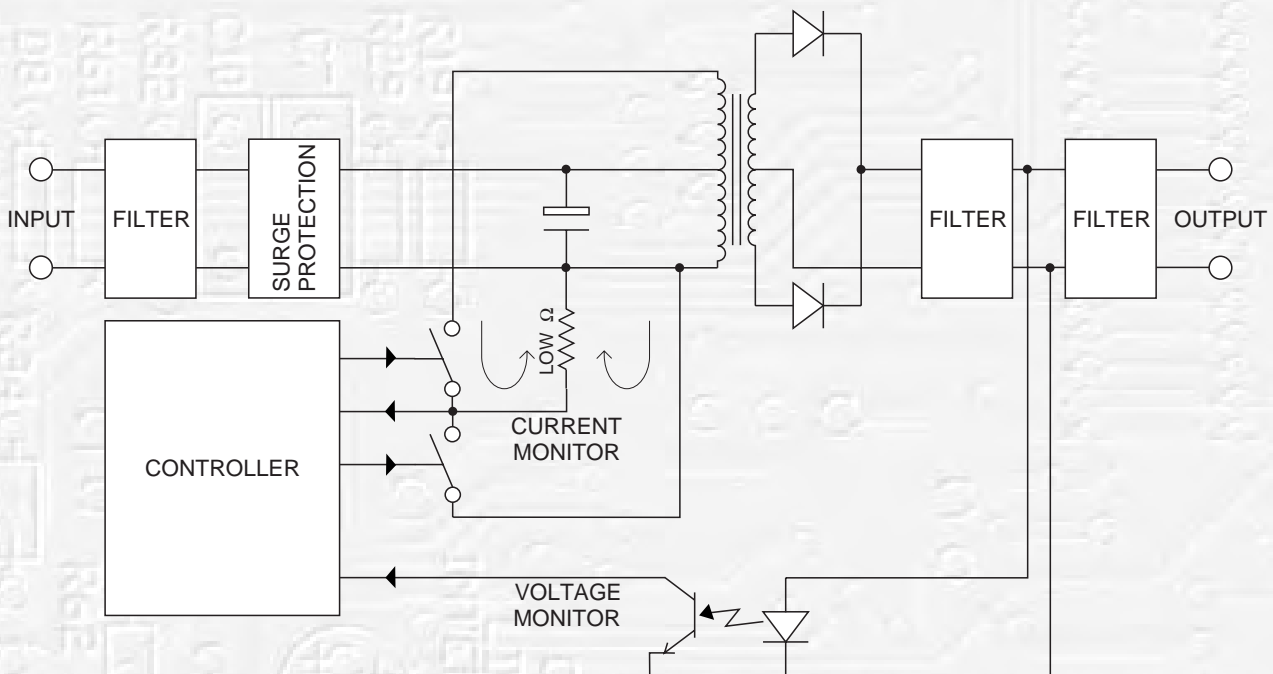 INPUT
FILTER
SURGE
PROTECTION
LOW Ω
CURRENT
MONITOR
CONTROLLER
VOLTAGE
MONITOR
FILTER
FILTER
OUTPUT